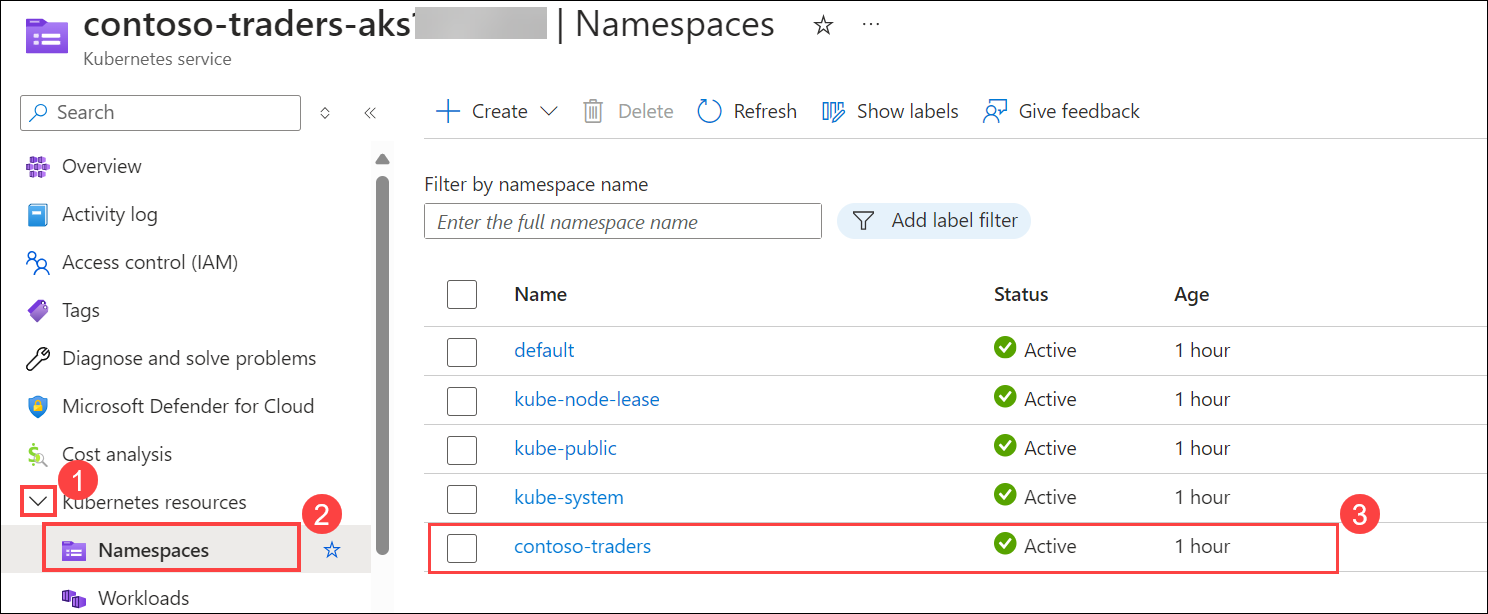 contoso-traders-aks | Namespaces
Kubernetes service
Search
Create
Delete
Refresh
Show labels
Give feedback
Overview
Activity log
Access control (IAM)
Tags
Diagnose and solve problems
Microsoft Defender for Cloud
Cost analysis
1
Kubernetes resources
2
Namespaces
Workloads
Filter by namespace name
Enter the full namespace name
Add label filter
Name Status Age
default Active 1 hour
kube-node-lease Active 1 hour
kube-public Active 1 hour
kube-system Active 1 hour
3
contoso-traders Active 1 hour